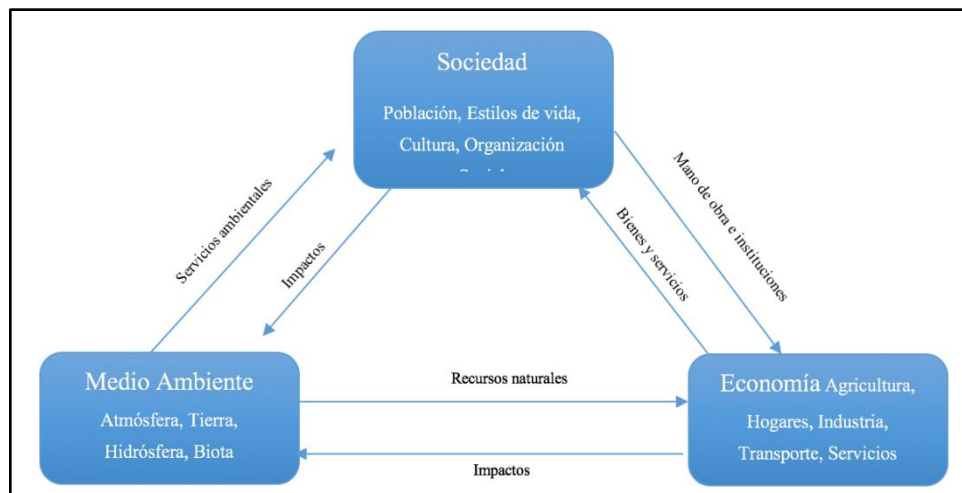 Sociedad
Población, Estilos de vida,
Cultura, Organización
Servicios ambientales
Impactos
Bienes y servicios
Mano de obra e instituciones
Medio Ambiente
Atmósfera, Tierra,
Hidrósfera, Biota
Recursos naturales
Impactos
Economía Agricultura,
Hogares, Industria,
Transporte, Servicios